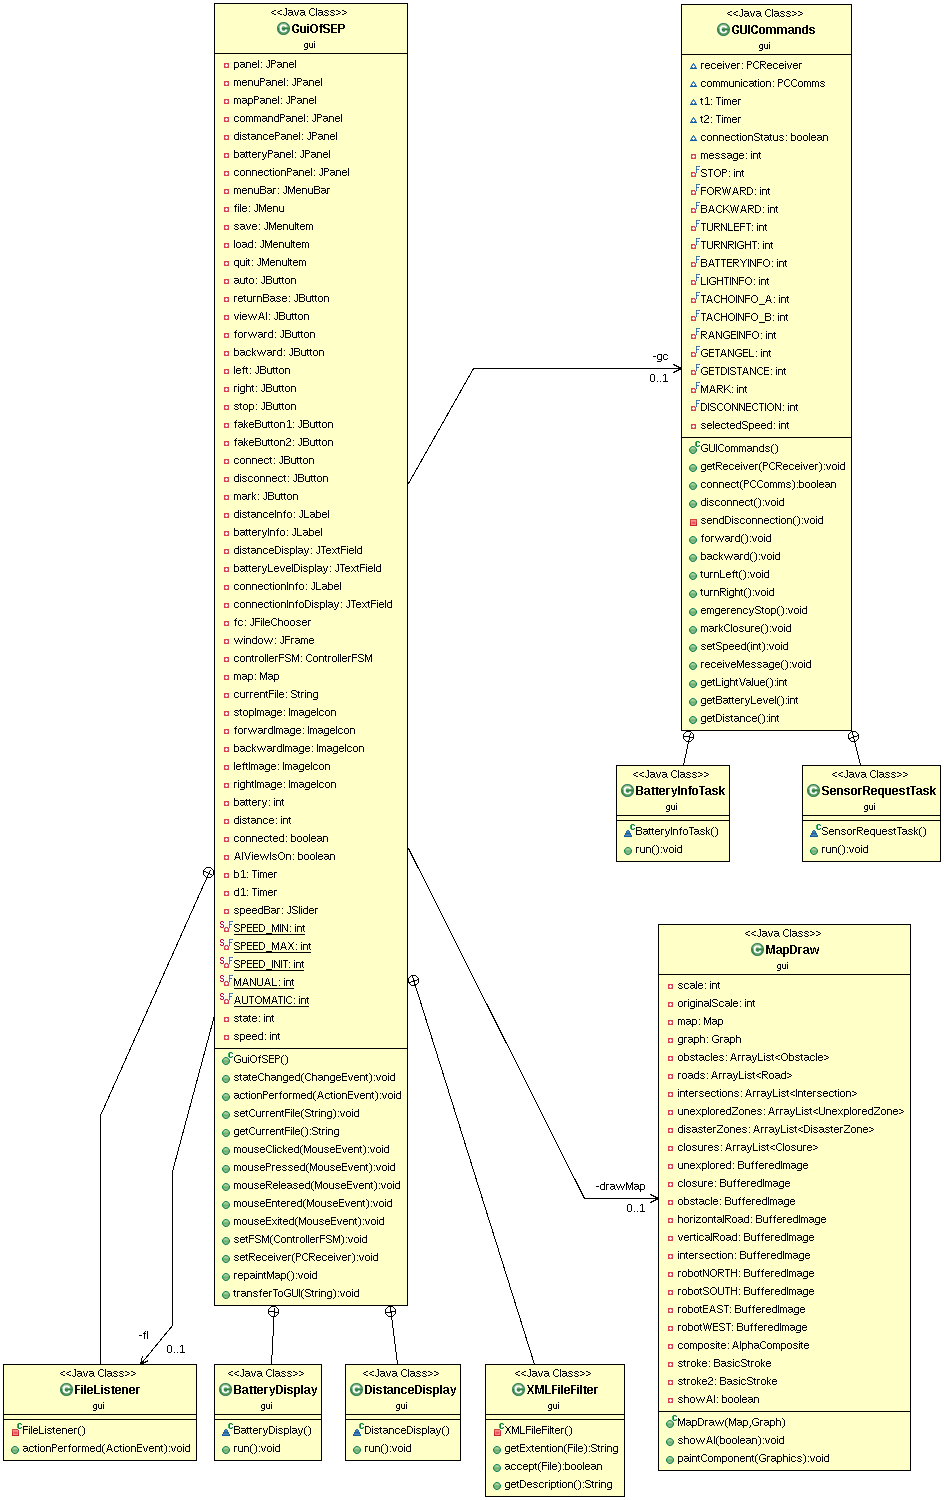 <<Java Class>>
GuiOfSEP
gui
panel: JPanel
menuPanel: JPanel
mapPanel: JPanel
commandPanel: JPanel
distancePanel: JPanel
batteryPanel: JPanel
connectionPanel: JPanel
menuBar: JMenuBar
file: JMenu
save: JMenuItem
load: JMenuItem
quit: JMenuItem
auto: JButton
returnBase: JButton
viewAI: JButton
forward: JButton
backward: JButton
left: JButton
right: JButton
stop: JButton
fakeButton1: JButton
fakeButton2: JButton
connect: JButton
disconnect: JButton
mark: JButton
distanceInfo: JLabel
batteryInfo: JLabel
distanceDisplay: JTextField
batteryLevelDisplay: JTextField
connectionInfo: JLabel
connectionInfoDisplay: JTextField
fc: JFileChooser
window: JFrame
controllerFSM: ControllerFSM
map: Map
currentFile: String
stopImage: ImageIcon
forwardImage: ImageIcon
backwardImage: ImageIcon
leftImage: ImageIcon
rightImage: ImageIcon
battery: int
distance: int
connected: boolean
AIViewIsOn: boolean
b1: Timer
d1: Timer
speedBar: JSlider
SPEED_MIN: int
SPEED_MAX: int
SPEED_INIT: int
MANUAL: int
AUTOMATIC: int
state: int
speed: int
GuiOfSEP()
stateChanged(ChangeEvent):void
actionPerformed(ActionEvent):void
setCurrentFile(String):void
getCurrentFile():String
mouseClicked(MouseEvent):void
mousePressed(MouseEvent):void
mouseReleased(MouseEvent):void
mouseEntered(MouseEvent):void
mouseExited(MouseEvent):void
setFSM(ControllerFSM):void
setReceiver(PCReceiver):void
repaintMap():void
transferToGUI(String):void
<<Java Class>>
GUICommands
gui
receiver: PCReceiver
communication: PCComms
t1: Timer
t2: Timer
connectionStatus: boolean
message: int
STOP: int
FORWARD: int
BACKWARD: int
TURNLEFT: int
TURNRIGHT: int
BATTERYINFO: int
LIGHTINFO: int
TACHOINFO_A: int
TACHOINFO_B: int
RANGEINFO: int
GETANGEL: int
GETDISTANCE: int
MARK: int
DISCONNECTION: int
selectedSpeed: int
GUICommands()
getReceiver(PCReceiver):void
connect(PCComms):boolean
disconnect():void
sendDisconnection():void
forward():void
backward():void
turnLeft():void
turnRight():void
emgerencyStop():void
markClosure():void
setSpeed(int):void
receiveMessage():void
getLightValue():int
getBatteryLevel():int
getDistance():int
-gc
0..1
<<Java Class>>
BatteryInfoTask
gui
BatteryInfoTask()
run():void
<<Java Class>>
SensorRequestTask
gui
SensorRequestTask()
run():void
<<Java Class>>
MapDraw
gui
scale: int
originalScale: int
map: Map
graph: Graph
obstacles: ArrayList<Obstacle>
roads: ArrayList<Road>
intersections: ArrayList<Intersection>
unexploredZones: ArrayList<UnexploredZone>
disasterZones: ArrayList<DisasterZone>
closures: ArrayList<Closure>
unexplored: BufferedImage
closure: BufferedImage
obstacle: BufferedImage
horizontalRoad: BufferedImage
verticalRoad: BufferedImage
intersection: BufferedImage
robotNORTH: BufferedImage
robotSOUTH: BufferedImage
robotEAST: BufferedImage
robotWEST: BufferedImage
composite: AlphaComposite
stroke: BasicStroke
stroke2: BasicStroke
showAI: boolean
MapDraw(Map,Graph)
showAI(boolean):void
paintComponent(Graphics):void
-drawMap
0..1
-fl
0..1
<<Java Class>>
FileListener
gui
FileListener()
actionPerformed(ActionEvent):void
<<Java Class>>
BatteryDisplay
gui
BatteryDisplay()
run():void
<<Java Class>>
DistanceDisplay
gui
DistanceDisplay()
run():void
<<Java Class>>
XMLFileFilter
gui
XMLFileFilter()
getExtention(File):String
accept(File):boolean
getDescription():String